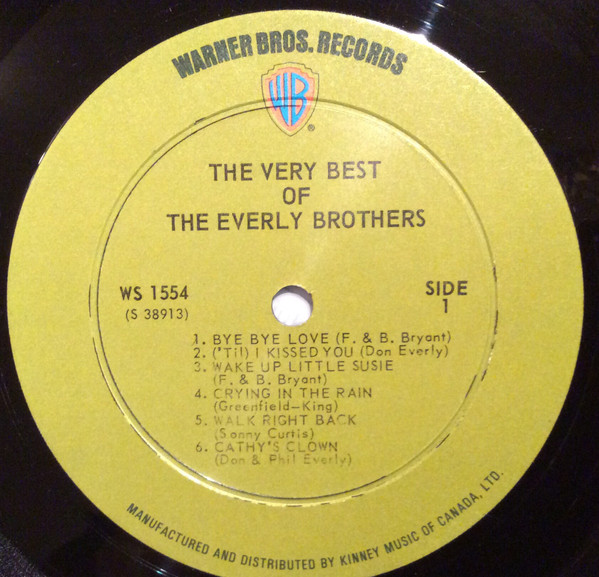 WARNER BROS. RECORDS
WB
®
THE VERY BEST
OF
THE EVERLY BROTHERS
WS 1554
(S 38913)
SIDE
1
1. BYE BYE LOVE (F. & B. Bryant)
2. ('Til) I KISSED YOU (Don Everly)
3. WAKE UP LITTLE SUSIE
(F. & B. Bryant)
4. CRYING IN THE RAIN
(Greenfield-King)
5. WALK RIGHT BACK
(Sonny Curtis)
6. CATHY'S CLOWN
(Don & Phil Everly)
MANUFACTURED AND DISTRIBUTED BY KINNEY MUSIC OF CANADA, LTD.